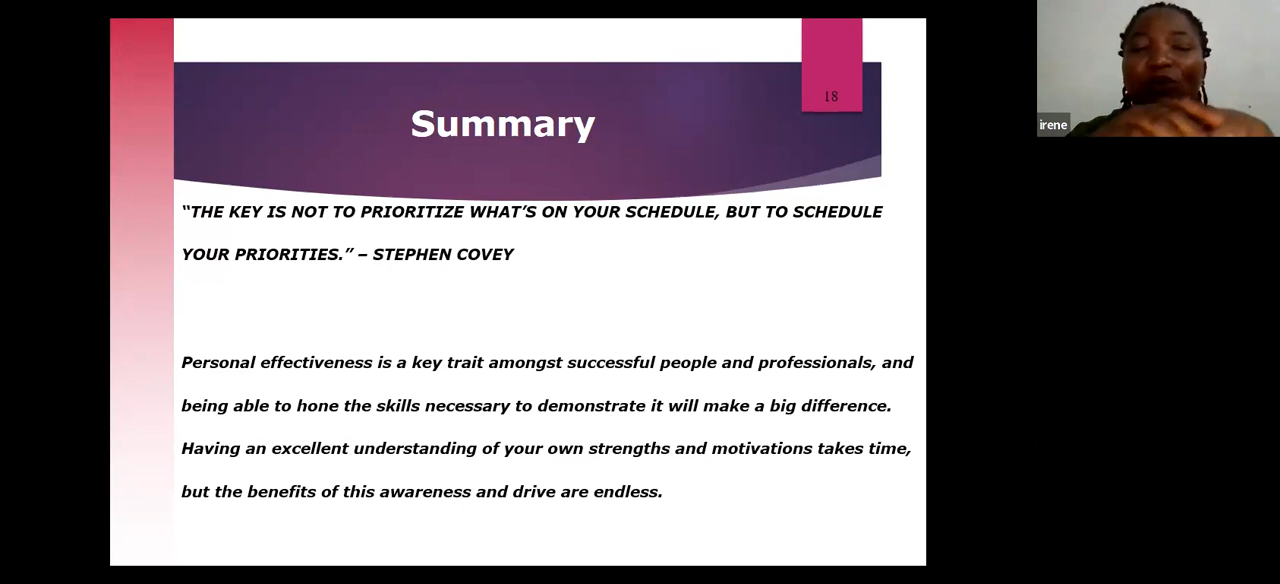 18
Summary
“THE KEY IS NOT TO PRIORITIZE WHAT’S ON YOUR SCHEDULE, BUT TO SCHEDULE
YOUR PRIORITIES.” – STEPHEN COVEY
Personal effectiveness is a key trait amongst successful people and professionals, and
being able to hone the skills necessary to demonstrate it will make a big difference.
Having an excellent understanding of your own strengths and motivations takes time,
but the benefits of this awareness and drive are endless.
irene